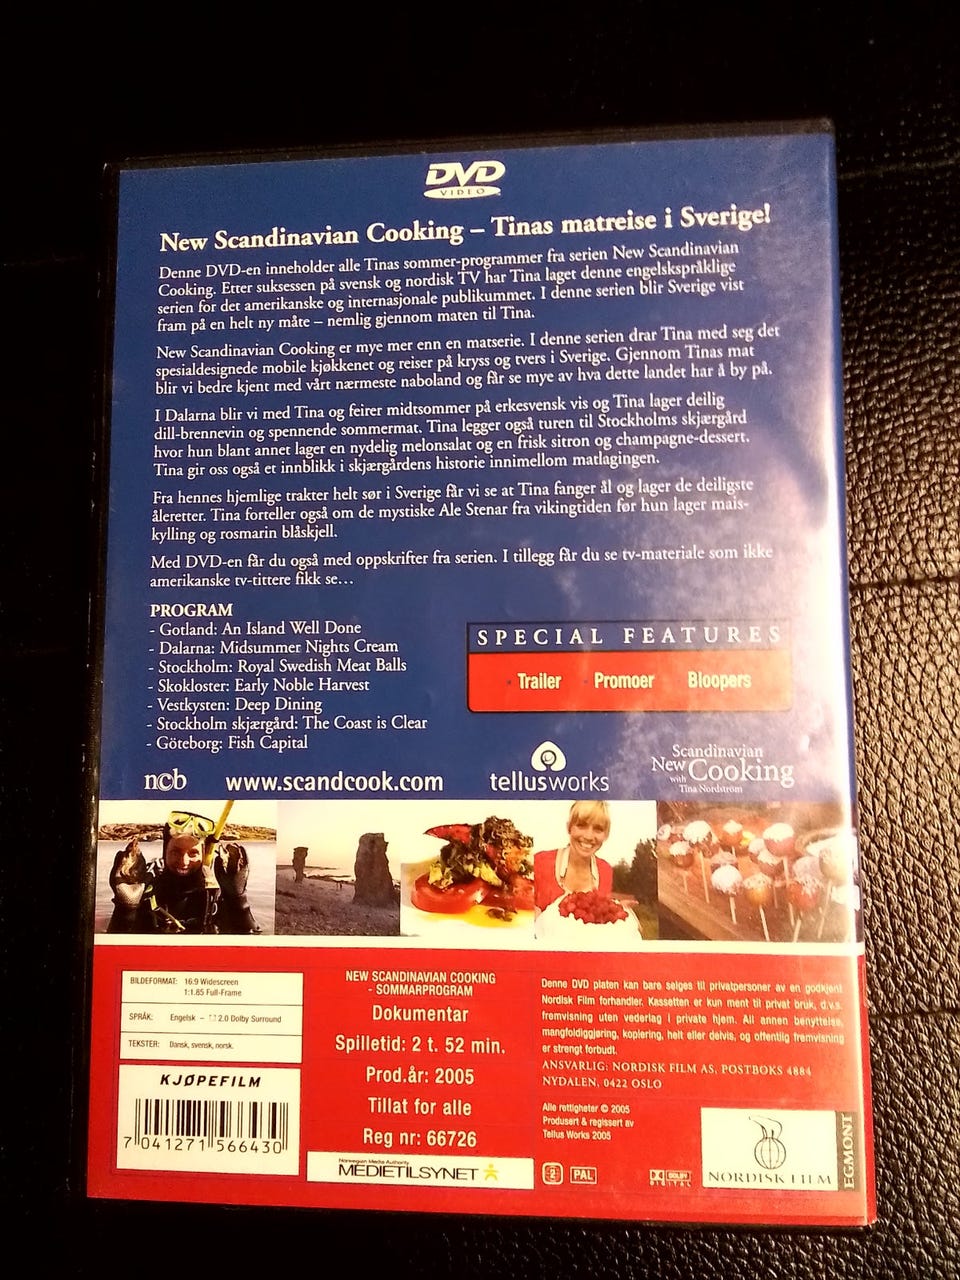 DVD
VIDEO
New Scandinavian Cooking – Tinas matreise i Sverige!
Denne DVD-en inneholder alle Tinas sommer-programmer fra serien New Scandinavian
Cooking. Etter suksessen på svensk og nordisk TV har Tina laget denne engelskspråklige
serien for det amerikanske og internasjonale publikummet. I denne serien blir Sverige vist
fram på en helt ny måte – nemlig gjennom maten til Tina.
New Scandinavian Cooking er mye mer enn en matserie. I denne serien drar Tina med seg det
spesialdesignede mobile kjøkkenet og reiser på kryss og tvers i Sverige. Gjennom Tinas mat
blir vi bedre kjent med vårt nærmeste naboland og får se mye av hva dette landet har å by på.
I Dalarna blir vi med Tina og feirer midtsommer på erkesvensk vis og Tina lager deilig
dill-brennevin og spennende sommermat. Tina legger også turen til Stockholms skjærgård
hvor hun blant annet lager en nydelig melonsalat og en frisk sitron og champagne-dessert.
Tina gir oss også et innblikk i skjærgårdens historie innimellom matlagingen.
Fra hennes hjemlige trakter helt sør i Sverige får vi se at Tina fanger ål og lager de deiligste
åleretter. Tina forteller også om de mystiske Ale Stenar fra vikingtiden før hun lager mais-
kylling og rosmarin blåskjell.
Med DVD-en får du også med oppskrifter fra serien. I tillegg får du se tv-materiale som ikke
amerikanske tv-tittere fikk se...
PROGRAM
- Gotland: An Island Well Done
- Dalarna: Midsummer Nights Cream
- Stockholm: Royal Swedish Meat Balls
- Skokloster: Early Noble Harvest
- Vestkysten: Deep Dining
- Stockholm skjærgård: The Coast is Clear
- Göteborg: Fish Capital
SPECIAL FEATURES
Trailer Promoer Bloopers
ncb
www.scandcook.com
tellusworks
Scandinavian
New Cooking
with
Tina Nordström
BILDEFORMAT: 16:9 Widescreen
1:1.85 Full-Frame
SPRÅK: Engelsk – 2.0 Dolby Surround
TEKSTER: Dansk, svensk, norsk.
KJØPEFILM
7 041271 566430
NEW SCANDINAVIAN COOKING
- SOMMARPROGRAM
Dokumentar
Spilletid: 2 t. 52 min.
Prod.år: 2005
Tillat for alle
Reg nr: 66726
Norwegian Media Authority
MEDIETILSYNET
Denne DVD platen kan bare selges til privatpersoner av en godkjent
Nordisk Film forhandler. Kassetten er kun ment til privat bruk, d.v.s.
fremvisning uten vederlag i private hjem. All annen benyttelse,
mangfoldiggjøring, kopiering, helt eller delvis, og offentlig fremvisning
er strengt forbudt.
ANSVARLIG: NORDISK FILM AS, POSTBOKS 4884
NYDALEN, 0422 OSLO
Alle rettigheter © 2005
Produsert & regissert av
Tellus Works 2005
2
PAL
DOLBY
DIGITAL
NORDISK FILM
EGMONT